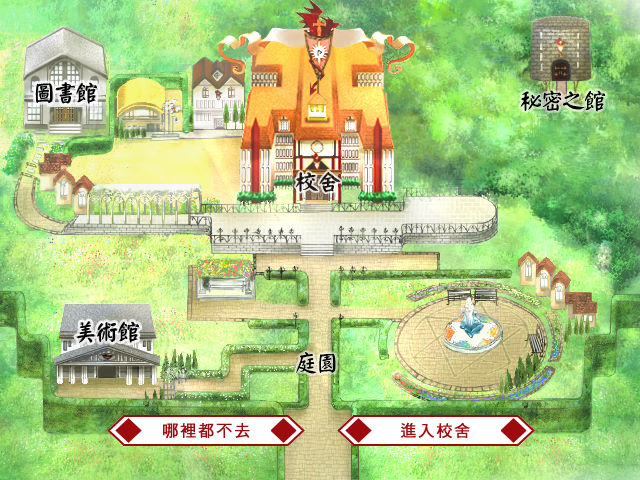 圖書館
秘密之館
校舍
美術館
庭園
哪裡都不去
進入校舍